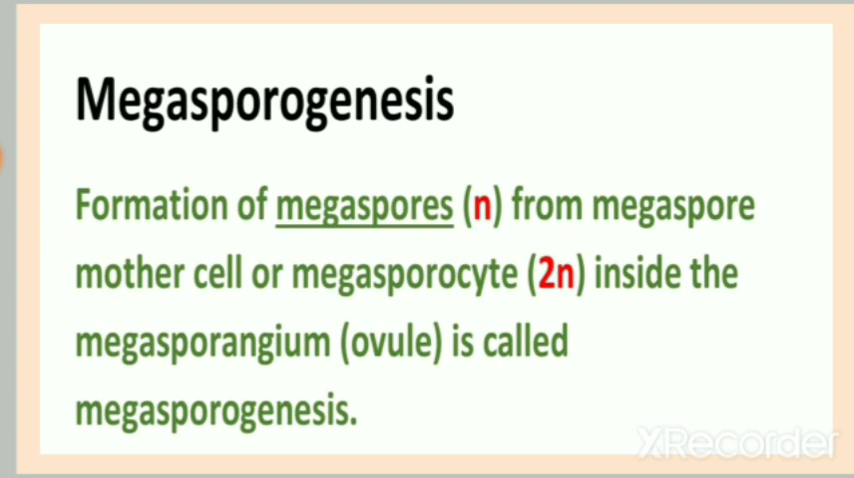 Megasporogenesis
Formation of megaspores (n) from megaspore
mother cell or megasporocyte (2n) inside the
megasporangium (ovule) is called
megasporogenesis.
XRecorder